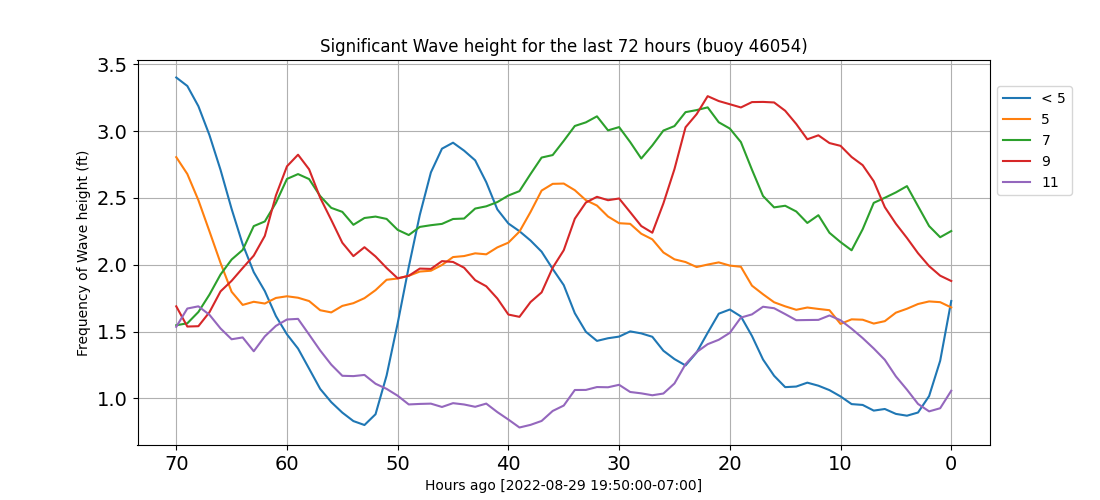 Significant Wave height for the last 72 hours (buoy 46054)
Frequency of Wave height (ft)
3.5
3.0
2.5
2.0
1.5
1.0
70 60 50 40 30 20 10 0
Hours ago [2022-08-29 19:50:00-07:00]
< 5
5
7
9
11